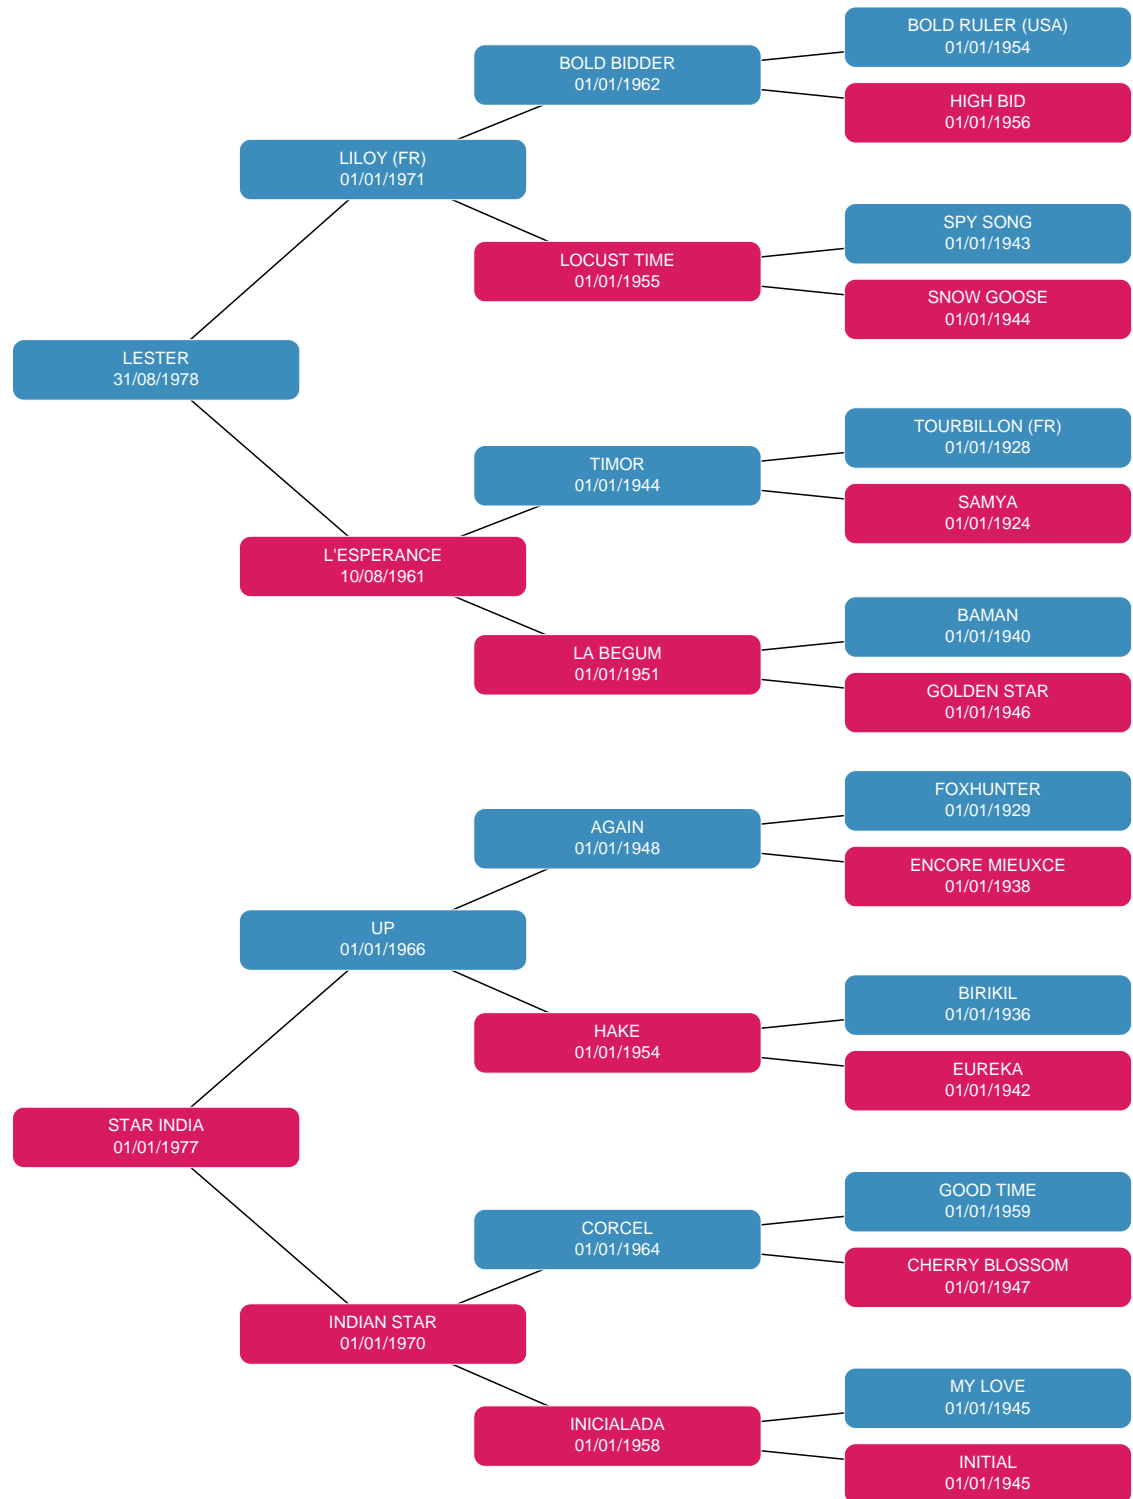 BOLD RULER (USA)
01/01/1954
BOLD BIDDER
01/01/1962
HIGH BID
01/01/1956
LILOY (FR)
01/01/1971
SPY SONG
01/01/1943
LOCUST TIME
01/01/1955
SNOW GOOSE
01/01/1944
LESTER
31/08/1978
TOURBILLON (FR)
01/01/1928
TIMOR
01/01/1944
SAMYA
01/01/1924
L'ESPERANCE
10/08/1961
BAMAN
01/01/1940
LA BEGUM
01/01/1951
GOLDEN STAR
01/01/1946
FOXHUNTER
01/01/1929
AGAIN
01/01/1948
ENCORE MIEUXCE
01/01/1938
UP
01/01/1966
BIRIKIL
01/01/1936
HAKE
01/01/1954
EUREKA
01/01/1942
STAR INDIA
01/01/1977
GOOD TIME
01/01/1959
CORCEL
01/01/1964
CHERRY BLOSSOM
01/01/1947
INDIAN STAR
01/01/1970
MY LOVE
01/01/1945
INICIALADA
01/01/1958
INITIAL
01/01/1945